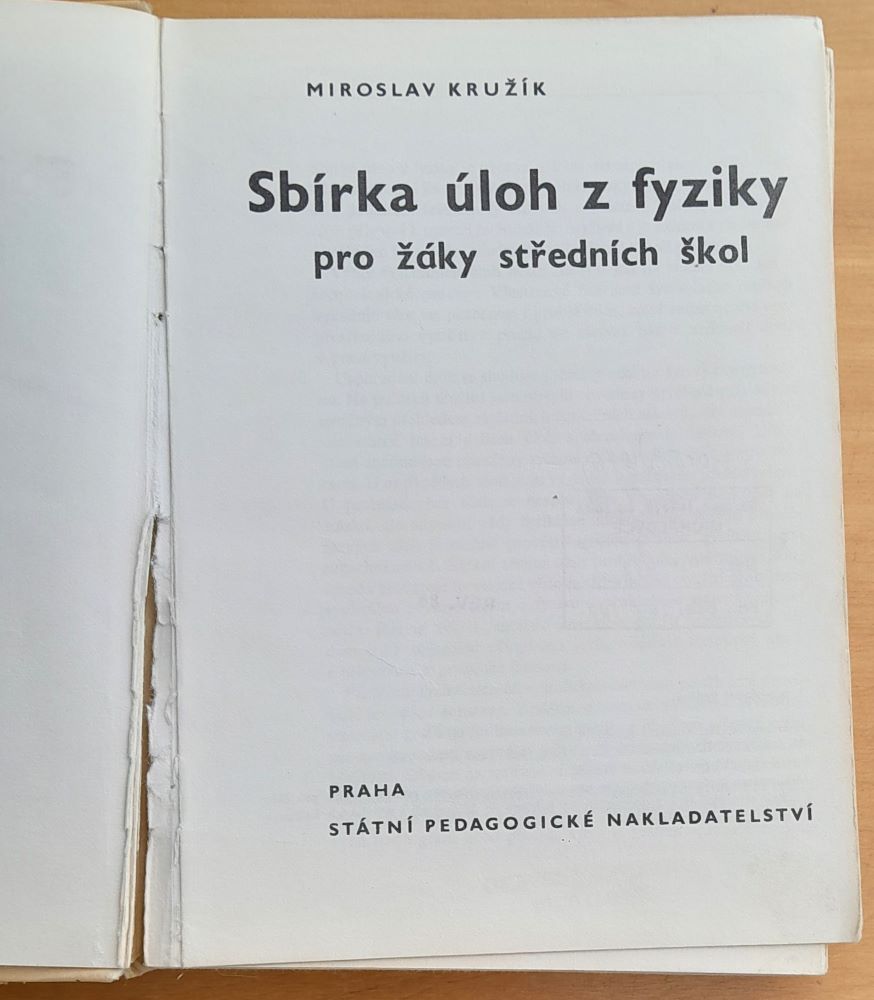 MIROSLAV KRUŽÍK
Sbírka úloh z fyziky
pro žáky středních škol
PRAHA
STÁTNÍ PEDAGOGICKÉ NAKLADATELSTVÍ